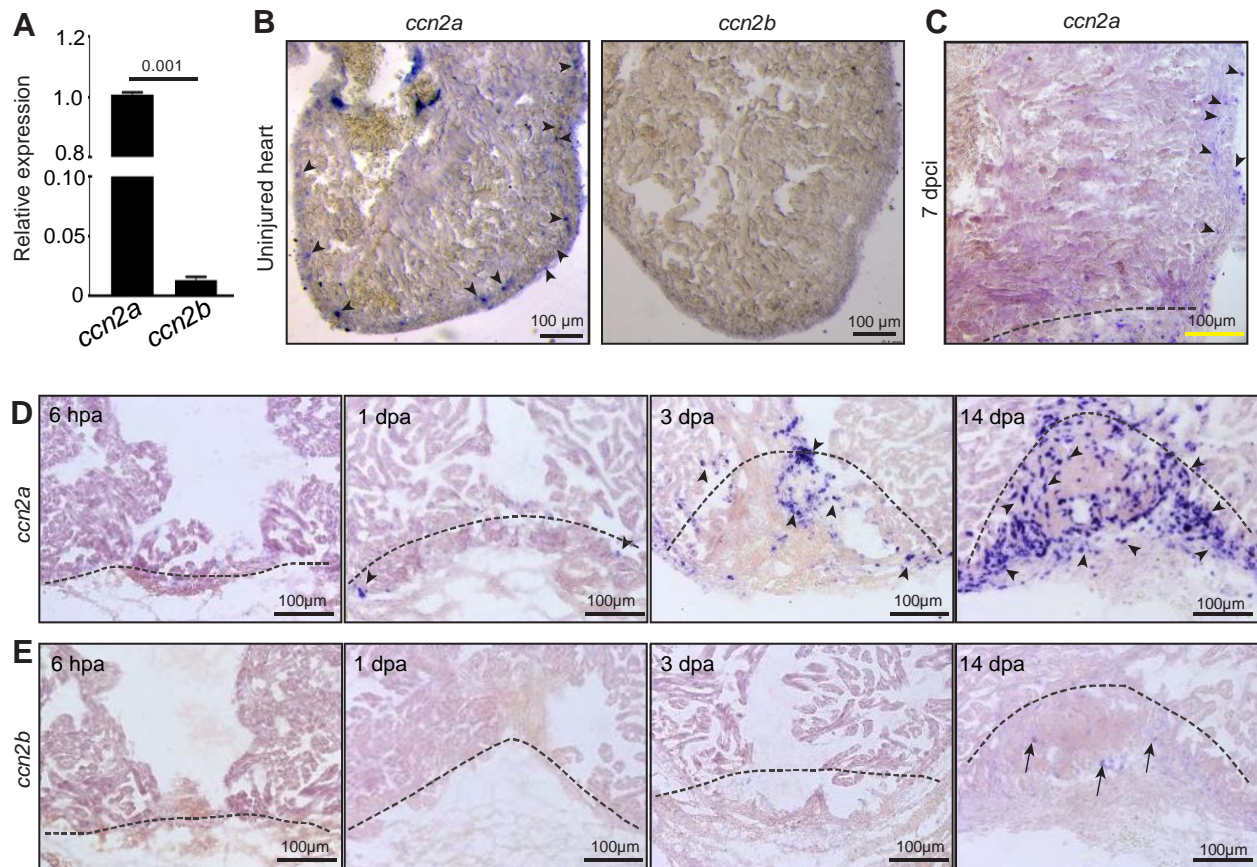 A
Relative expression
1.2
1.0
0.8
0.10
0.05
0
0.001
ccn2a
ccn2b
B
ccn2a
ccn2b
Uninjured heart
100 µm
100 µm
C
ccn2a
7 dpci
100µm
D
ccn2a
6 hpa
1 dpa
3 dpa
14 dpa
100µm
100µm
100µm
100µm
E
ccn2b
6 hpa
1 dpa
3 dpa
14 dpa
100µm
100µm
100µm
100µm